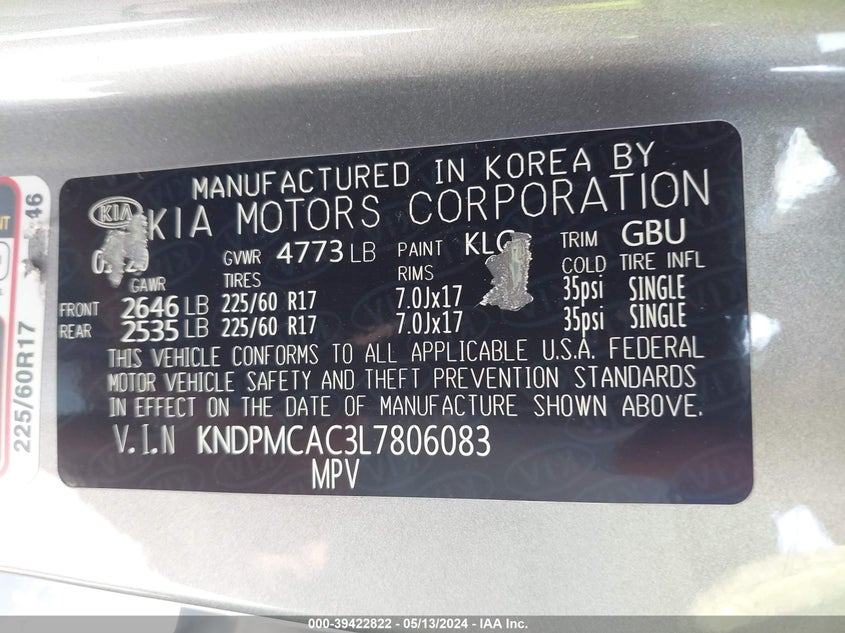 MANUFACTURED IN KOREA BY
KIA KIA MOTORS CORPORATION
GVWR 4773 LB PAINT TRIM GBU
GAWR TIRES RIMS COLD TIRE INFL
FRONT 2646 LB 225/60 R17 7.0Jx17 35psi SINGLE
REAR 2535 LB 225/60 R17 7.0Jx17 35psi SINGLE
THIS VEHICLE CONFORMS TO ALL APPLICABLE U.S.A. FEDERAL
MOTOR VEHICLE SAFETY AND THEFT PREVENTION STANDARDS
IN EFFECT ON THE DATE OF MANUFACTURE SHOWN ABOVE.
V.I.N KNDPMCAC3L7806083
MPV
225/60R17
46
000-39422822 - 05/13/2024 - IAA Inc.